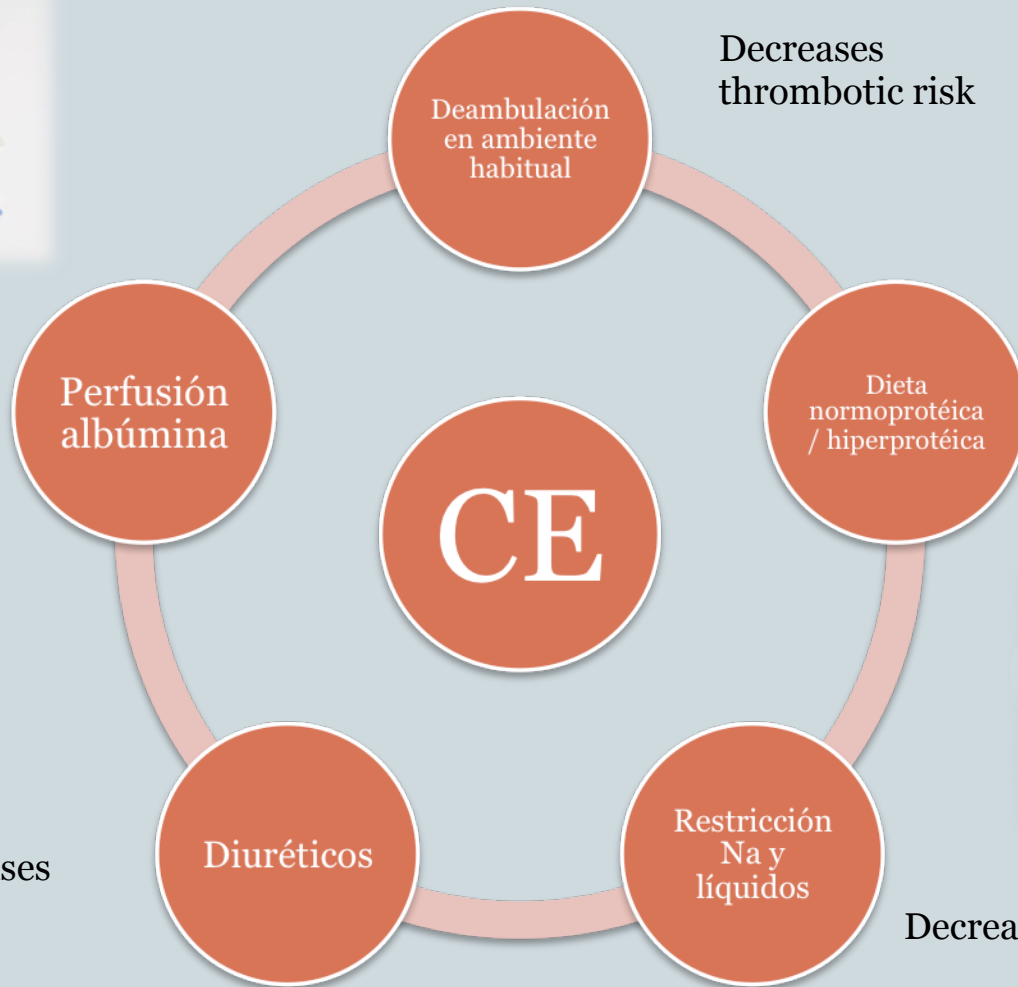 Decreases
thrombotic risk
Deambulación
en ambiente
habitual
Perfusión
albúmina
Dieta
normoprotéica
/ hiperprotéica
CE
Diuréticos
Restricción
Na y
líquidos